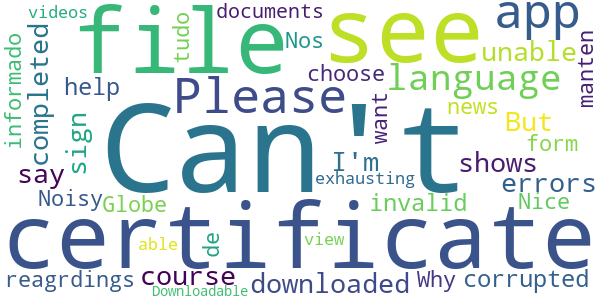 videos documents app
file see
informado completed tudo Nos unable manten
choose
help Please language
Can't
want news But
sign I'm form
say shows
exhausting errors
Noisy Globe invalid Nice
certificate
de able view
reagrdings course downloaded Why corrupted
Downloadable